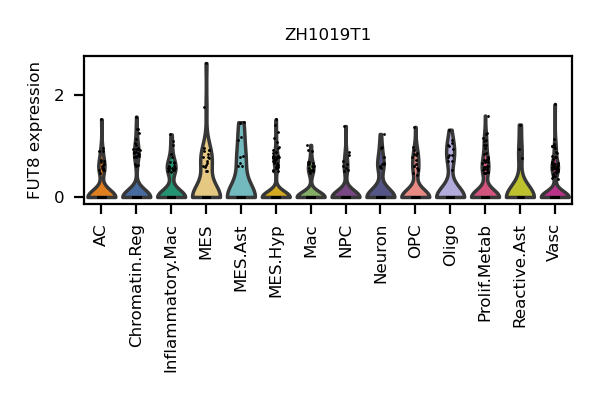 ZH1019T1
FUT8 expression
2
0
AC
Chromatin.Reg
Inflammatory.Mac
MES
MES.Ast
MES.Hyp
Mac
NPC
Neuron
OPC
Oligo
Prolif.Metab
Reactive.Ast
Vasc